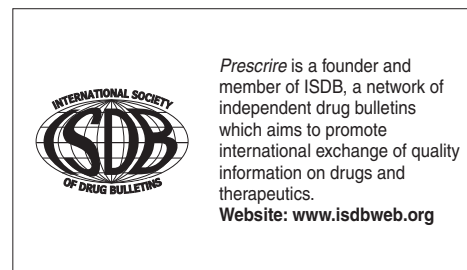 INTERNATIONAL SOCIETY
ISDB
OF DRUG BULLETINS
Prescrire is a founder and
member of ISDB, a network of
independent drug bulletins
which aims to promote
international exchange of quality
information on drugs and
therapeutics.
Website: www.isdbweb.org